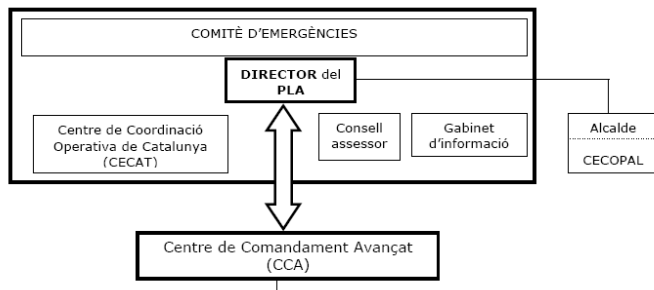 COMITÈ D'EMERGÈNCIES
DIRECTOR del
PLA
Centre de Coordinació
Operativa de Catalunya
(CECAT)
Consell
assessor
Gabinet
d'informació
Alcalde
CECOPAL
Centre de Comandament Avançat
(CCA)